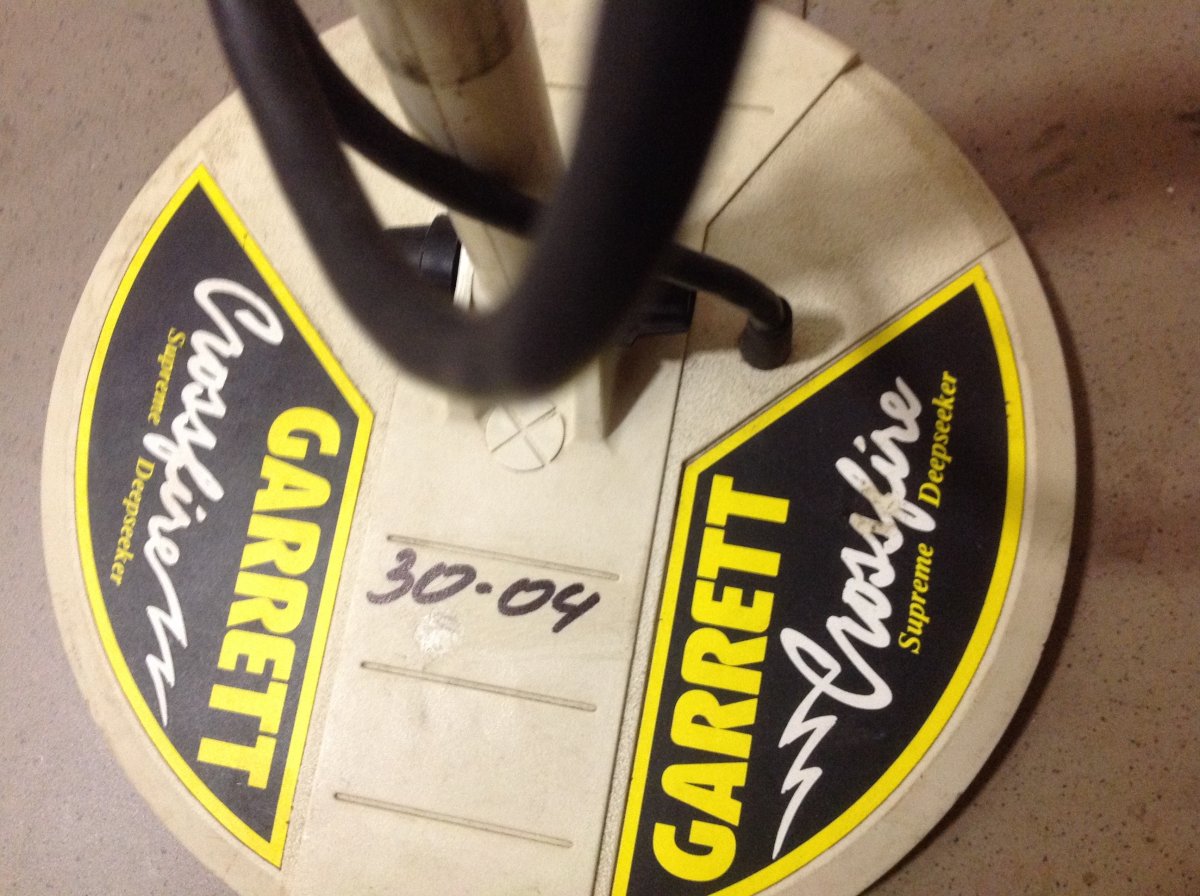 GARRETT
Crossfire
Supreme Deepseeker
30-04
GARRETT
Crossfire
Supreme Deepseeker